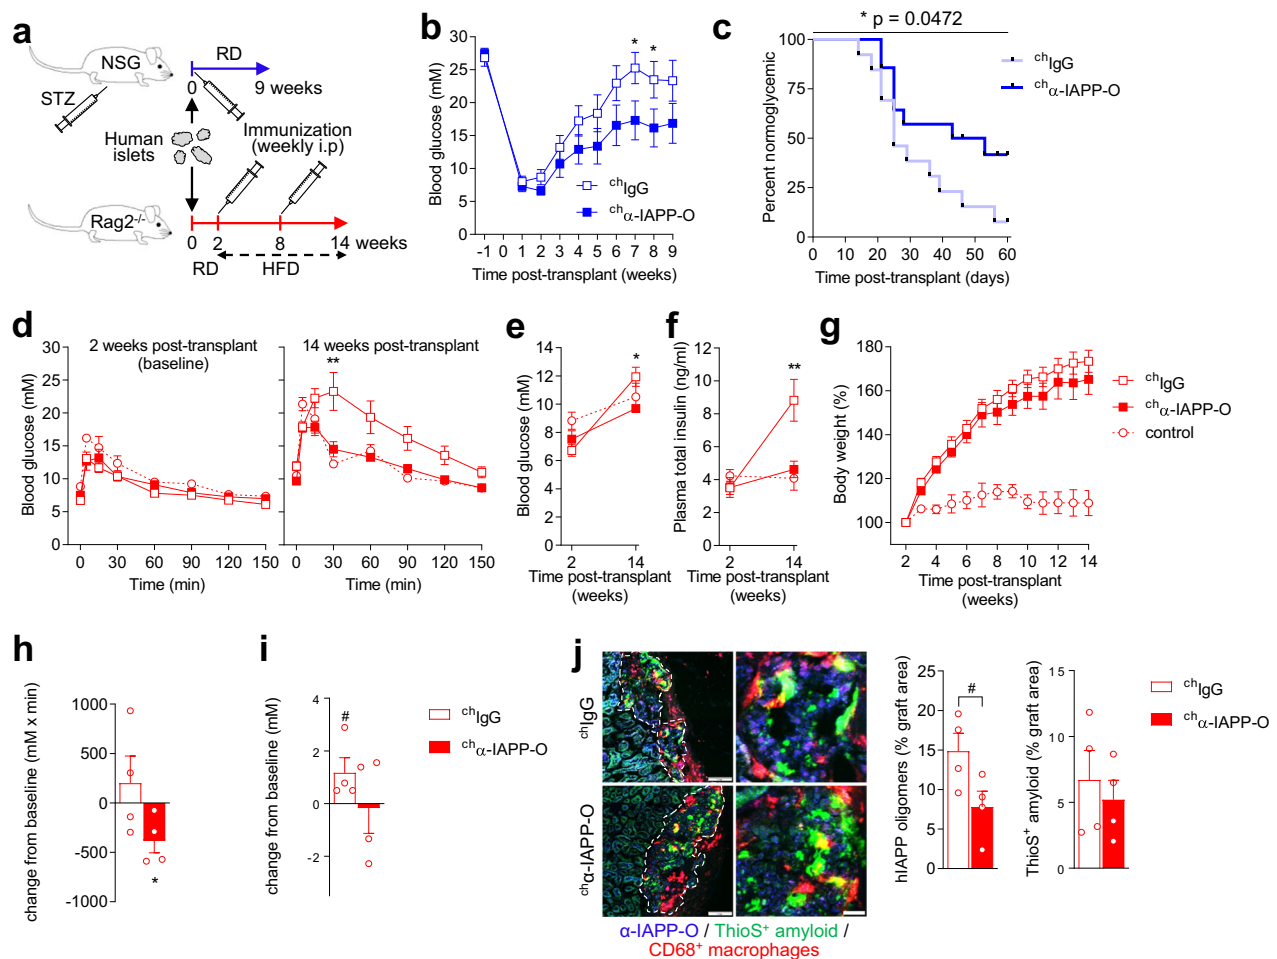 a
NSG
STZ
RD
0
9 weeks
Human
islets
Immunization
(weekly i.p)
Rag2-/-
0
2
8
14 weeks
RD
HFD
b
Blood glucose (mM)
30
25
20
15
10
5
0
* *
chIgG
chα-IAPP-O
-1 0 1 2 3 4 5 6 7 8 9
Time post-transplant (weeks)
c
* p = 0.0472
Percent normoglycemic
100
75
50
25
0
chIgG
chα-IAPP-O
0 10 20 30 40 50 60
Time post-transplant (days)
d
2 weeks post-transplant
(baseline)
14 weeks post-transplant
Blood glucose (mM)
30
25
20
15
10
5
0
**
0 30 60 90 120 150
Time (min)
0 30 60 90 120 150
Time (min)
e
Blood glucose (mM)
14
12
10
8
6
4
2
0
*
2 14
Time post-transplant
(weeks)
f
Plasma total insulin (ng/ml)
12
10
8
6
4
2
0
**
2 14
Time post-transplant
(weeks)
g
Body weight (%)
180
160
140
120
100
2 4 6 8 10 12 14
Time post-transplant
(weeks)
chIgG
chα-IAPP-O
control
h
change from baseline (mM x min)
1000
500
0
-500
-1000
*
i
change from baseline (mM)
4
2
0
-2
#
chIgG
chα-IAPP-O
j
chIgG
chα-IAPP-O
α-IAPP-O / ThioS+ amyloid /
CD68+ macrophages
hIAPP oligomers (% graft area)
25
20
15
10
5
0
#
ThioS+ amyloid (% graft area)
15
10
5
0
chIgG
chα-IAPP-O